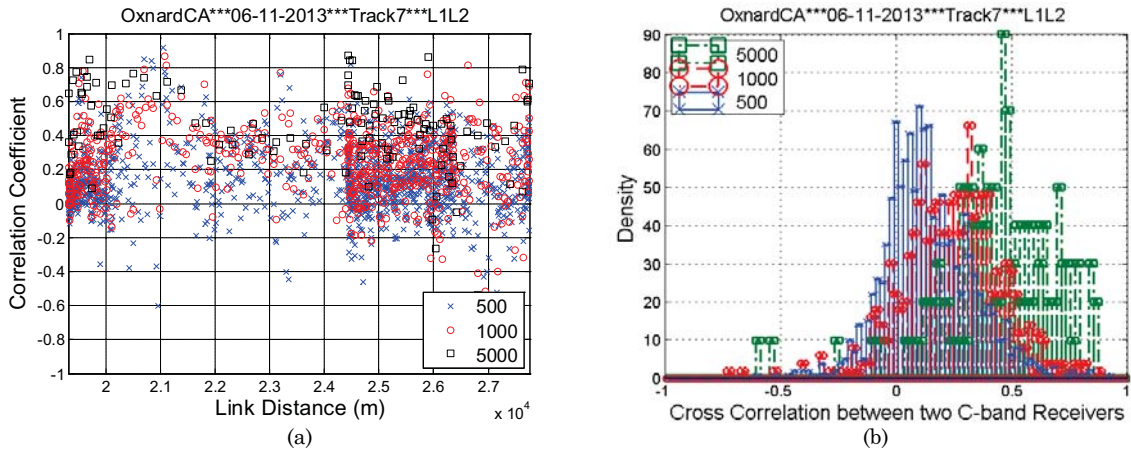 OxnardCA***06-11-2013***Track7***L1L2
Correlation Coefficient
1
0.8
0.6
0.4
0.2
0
-0.2
-0.4
-0.6
-0.8
-1
500
1000
5000
2 2.1 2.2 2.3 2.4 2.5 2.6 2.7
Link Distance (m)
x 10⁴
(a)
OxnardCA***06-11-2013***Track7***L1L2
Density
90
80
70
60
50
40
30
20
10
0
5000
1000
500
-1 -0.5 0 0.5 1
Cross Correlation between two C-band Receivers
(b)